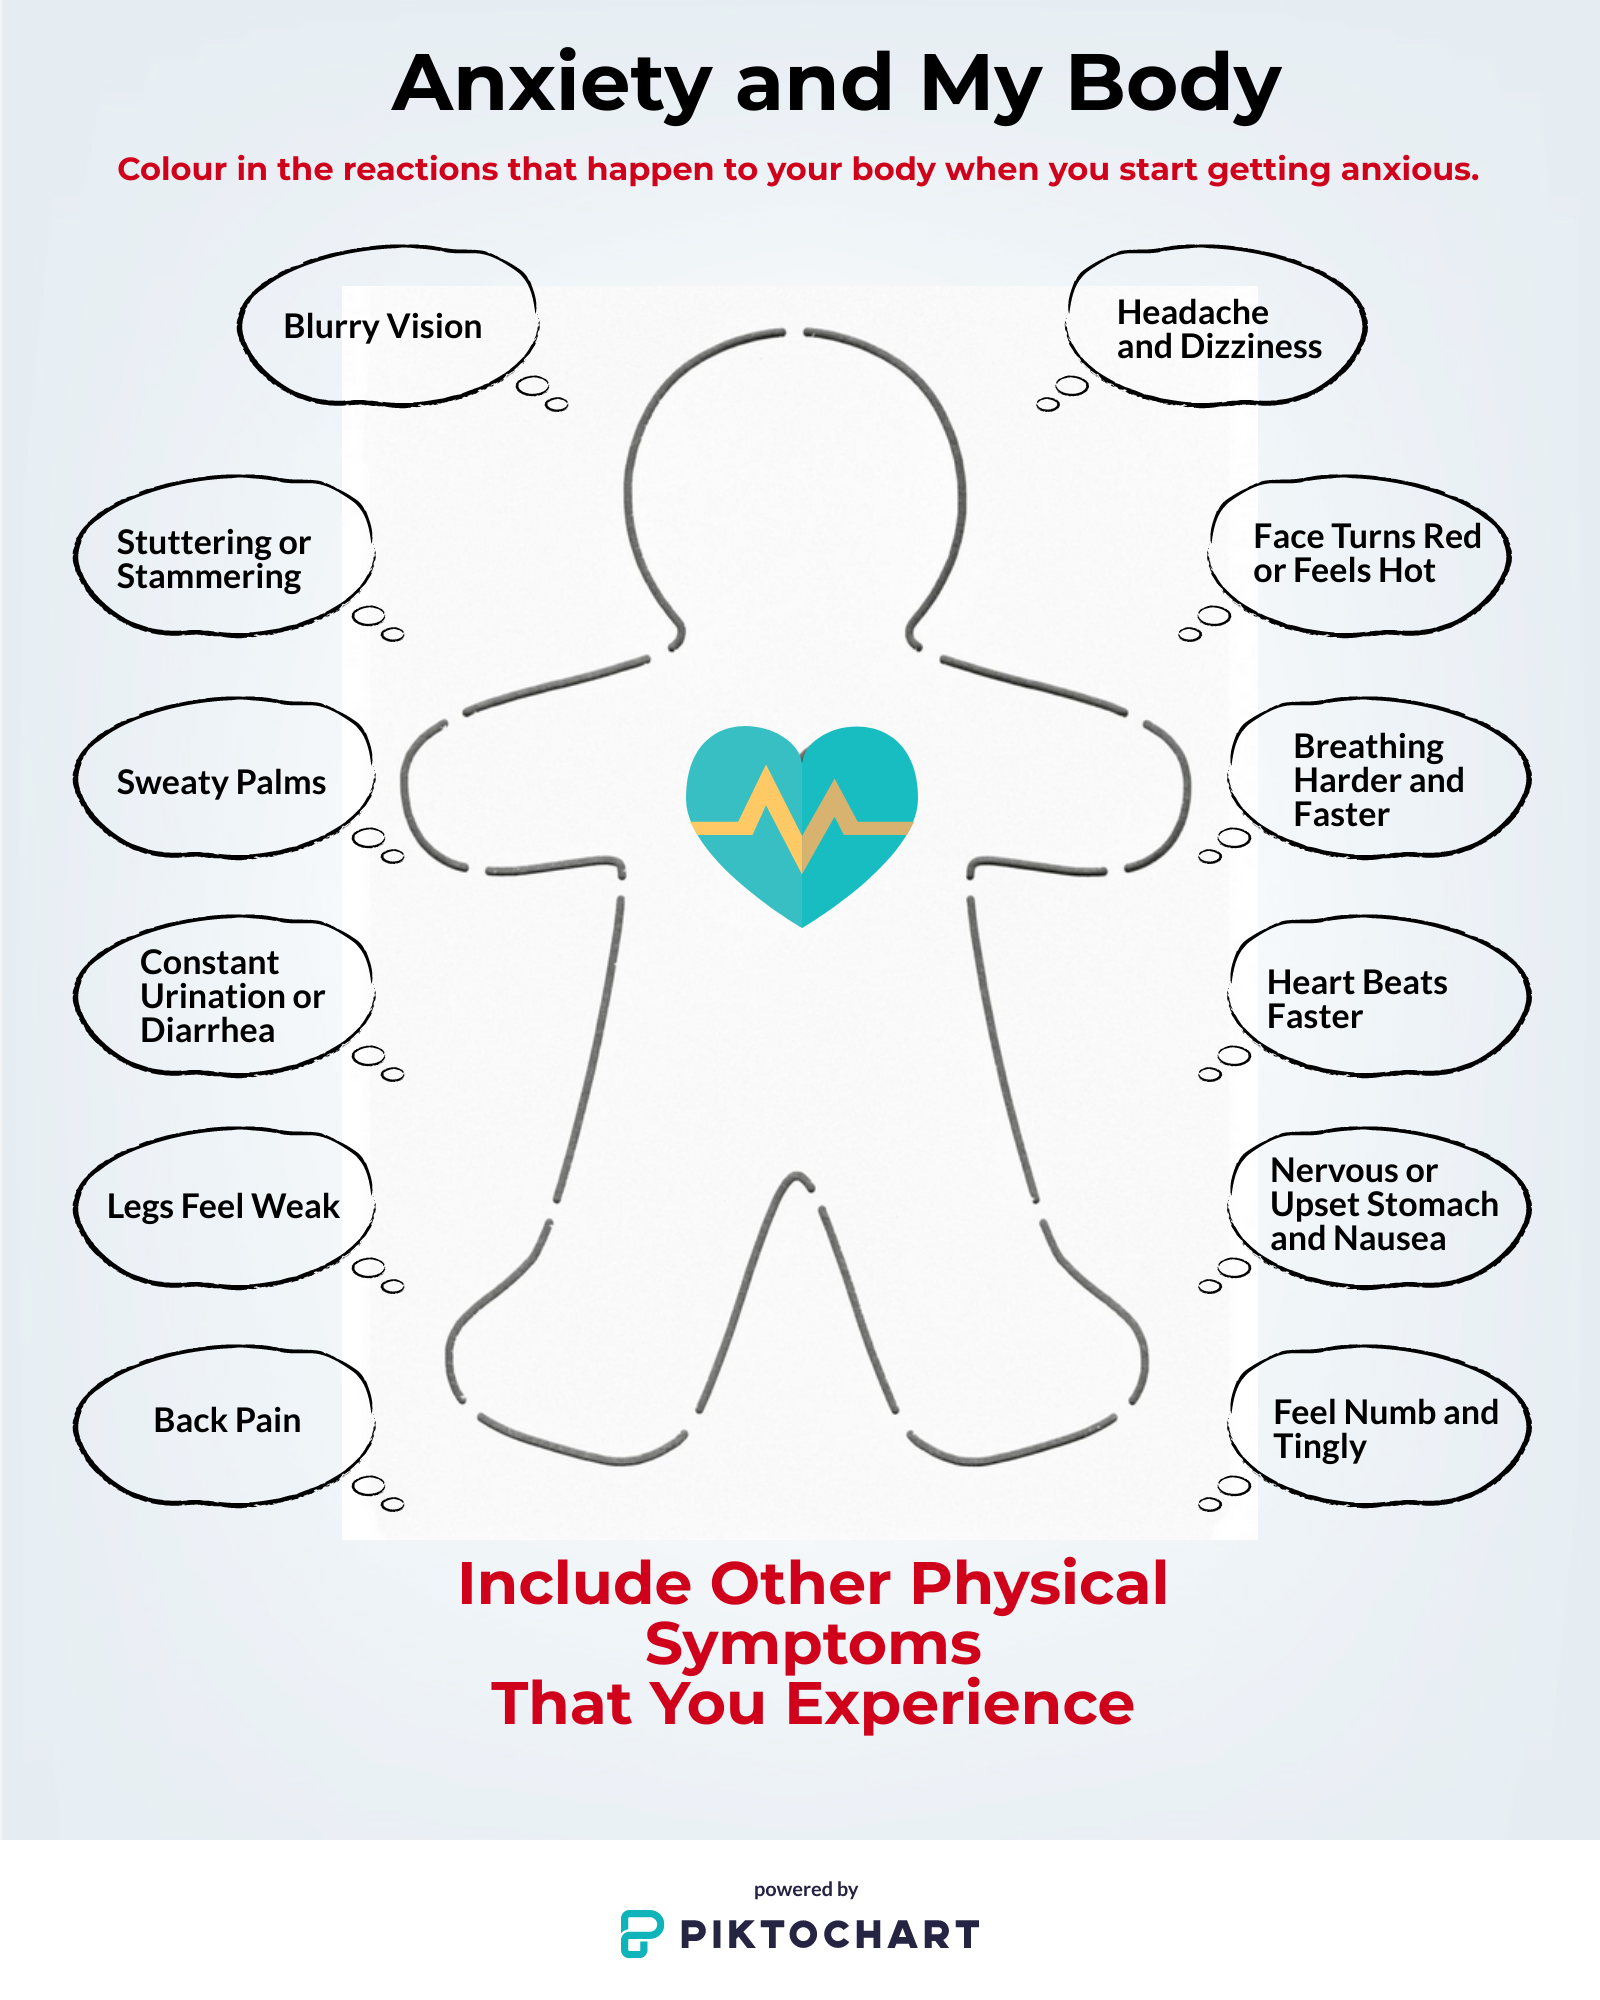 Anxiety and My Body
Colour in the reactions that happen to your body when you start getting anxious.
Blurry Vision
Headache
and Dizziness
Stuttering or
Stammering
Face Turns Red
or Feels Hot
Sweaty Palms
Breathing
Harder and
Faster
Constant
Urination or
Diarrhea
Heart Beats
Faster
Legs Feel Weak
Nervous or
Upset Stomach
and Nausea
Back Pain
Feel Numb and
Tingly
Include Other Physical
Symptoms
That You Experience
powered by
PIKTOCHART